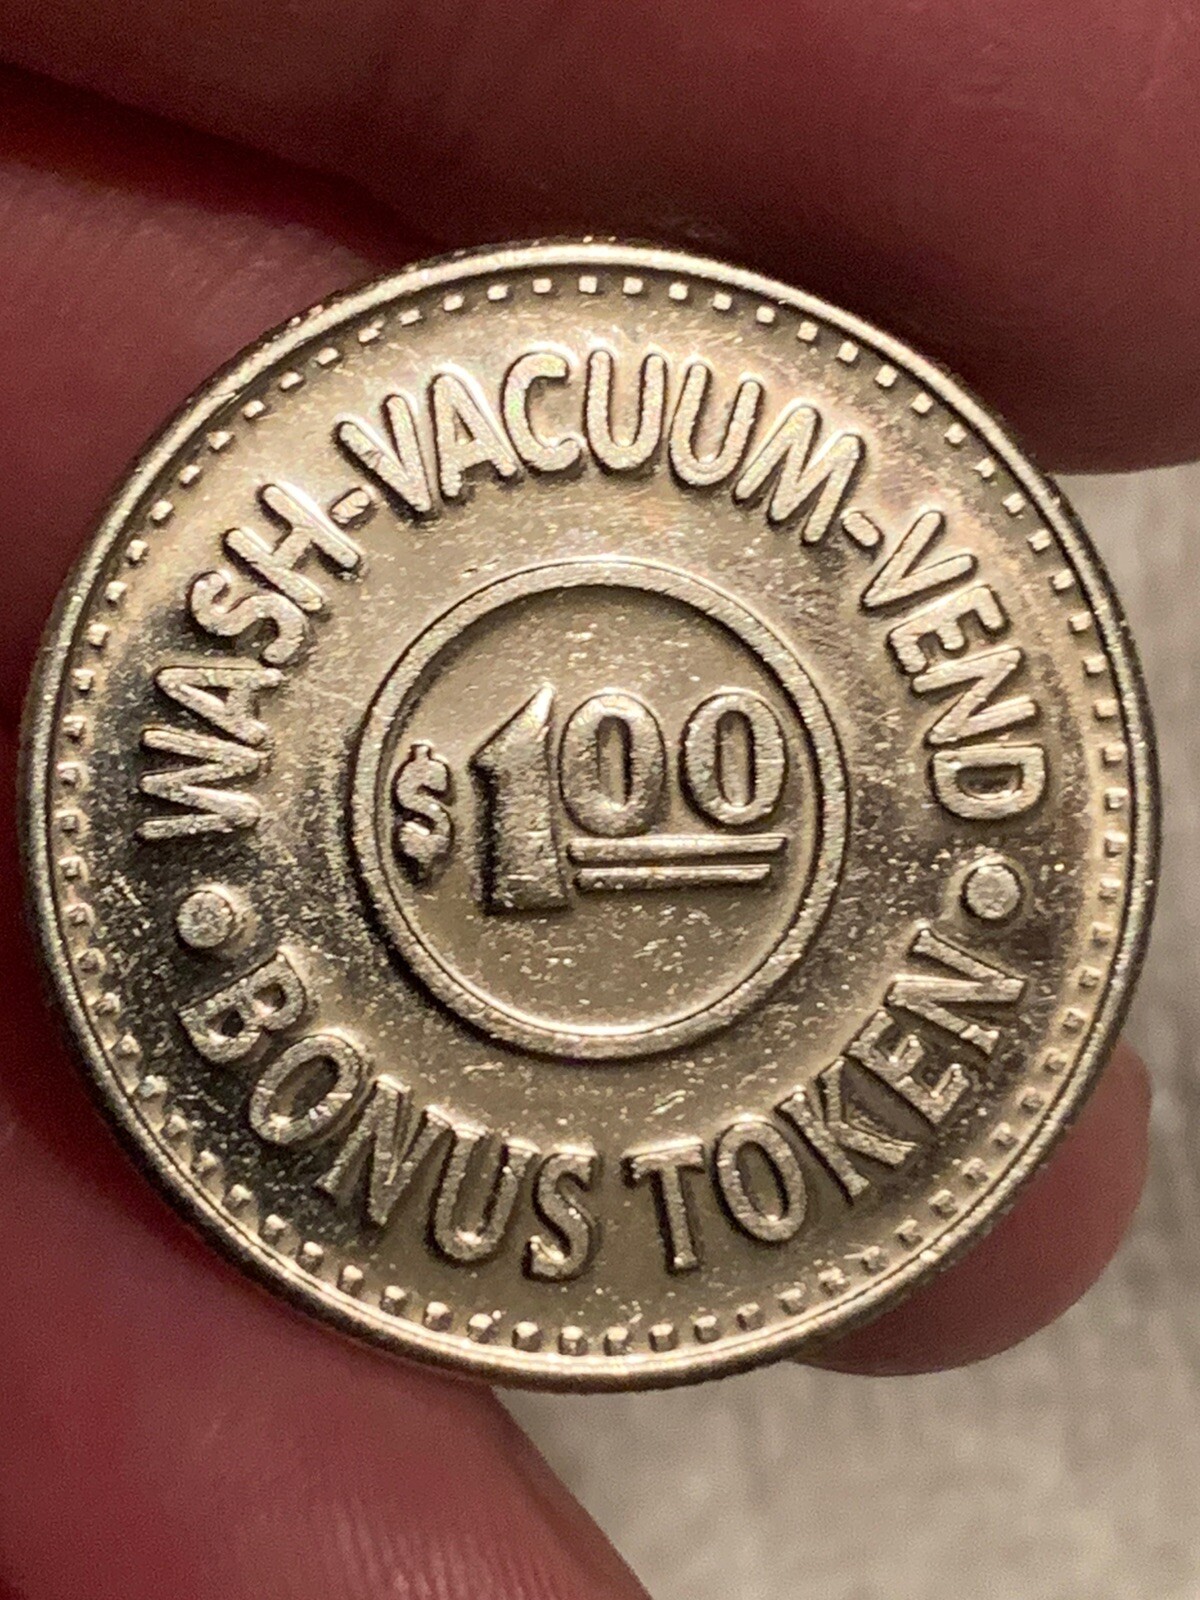 WASH-VACUUM-VEND
$1.00
• BONUS TOKEN •